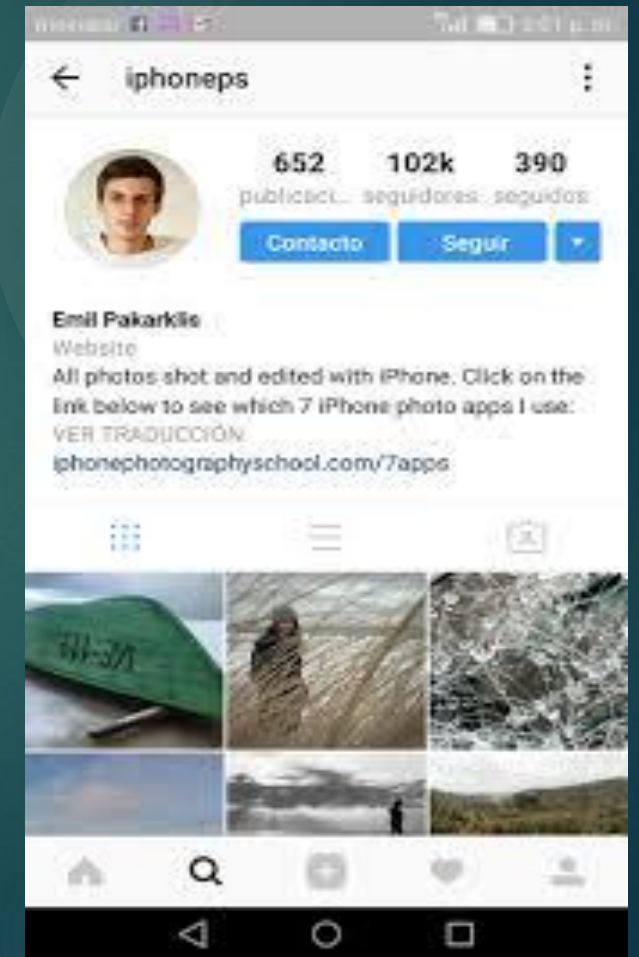 iphoneps
652 102k 390
publicaci... seguidores seguidos
Contacto Seguir
Emil Pakarklis
Website
All photos shot and edited with iPhone. Click on the
link below to see which 7 iPhone photo apps I use:
VER TRADUCCIÓN
iphonephotographyschool.com/7apps